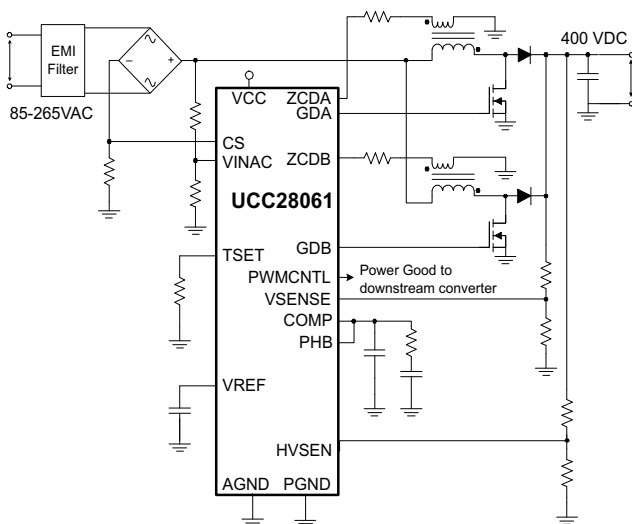 EMI
Filter
85-265VAC
400 VDC
VCC
ZCDA
GDA
CS
VINAC
ZCDB
UCC28061
GDB
TSET
PWMCNTL
Power Good to
downstream converter
VSENSE
COMP
PHB
VREF
HVSEN
AGND
PGND